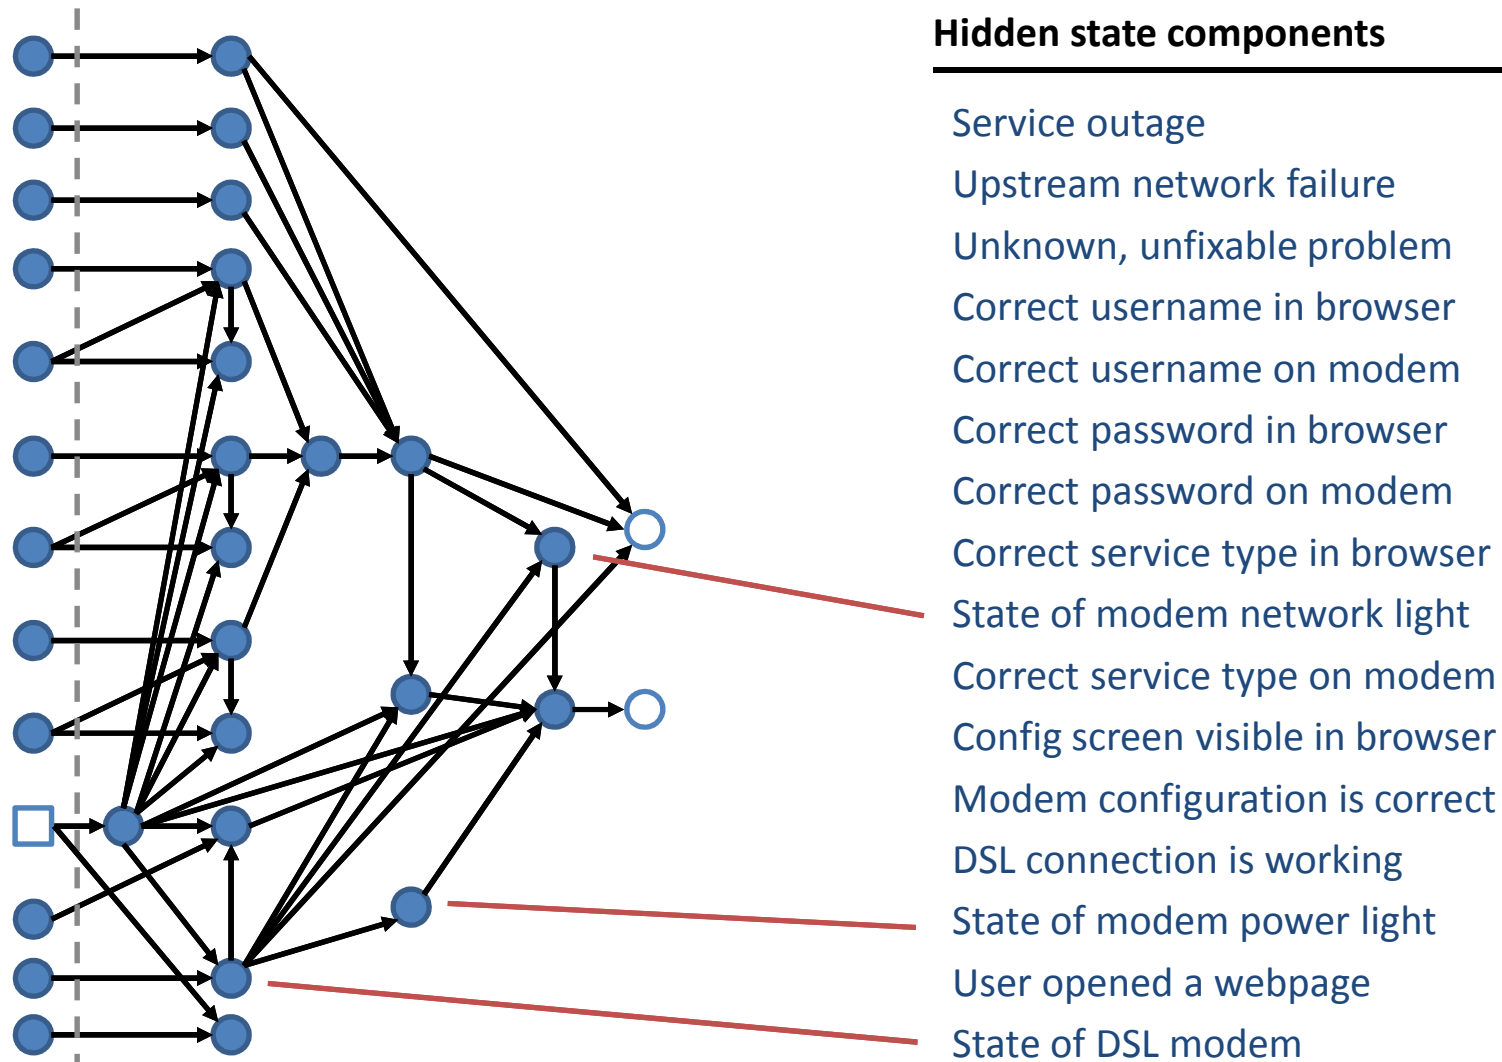 Hidden state components
Service outage
Upstream network failure
Unknown, unfixable problem
Correct username in browser
Correct username on modem
Correct password in browser
Correct password on modem
Correct service type in browser
State of modem network light
Correct service type on modem
Config screen visible in browser
Modem configuration is correct
DSL connection is working
State of modem power light
User opened a webpage
State of DSL modem